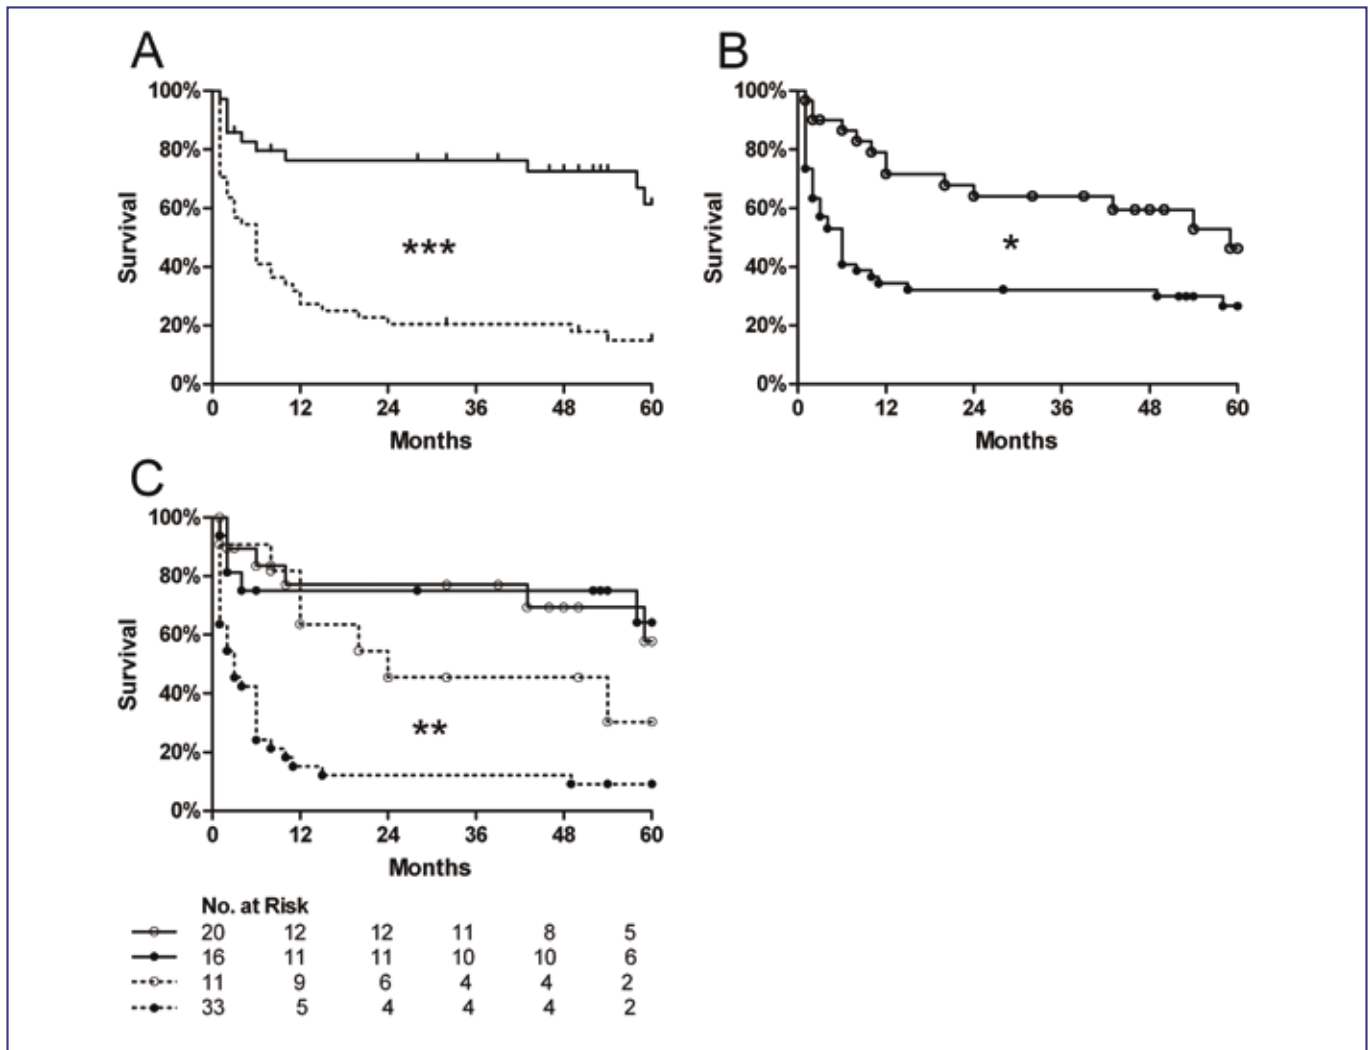 A
100%
80%
60%
40%
20%
0%
Survival
***
0 12 24 36 48 60
Months
B
100%
80%
60%
40%
20%
0%
Survival
*
0 12 24 36 48 60
Months
C
100%
80%
60%
40%
20%
0%
Survival
**
0 12 24 36 48 60
Months
No. at Risk
20 12 12 11 8 5
16 11 11 10 10 6
11 9 6 4 4 2
33 5 4 4 4 2